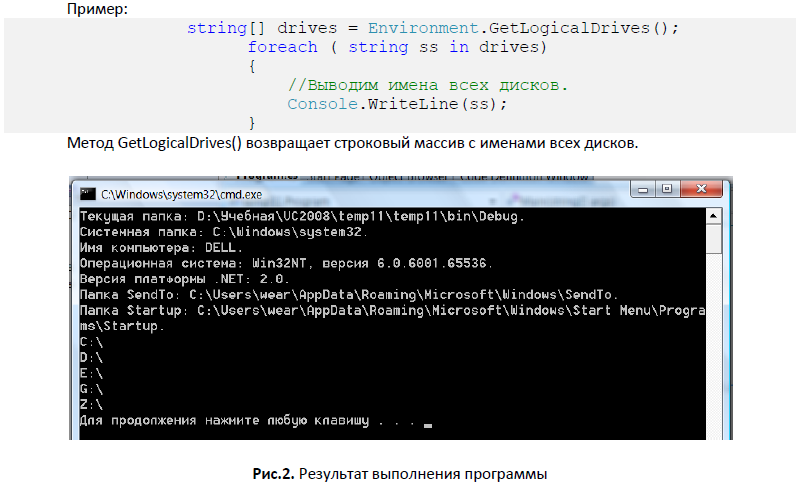 Пример:
string[] drives = Environment.GetLogicalDrives();
foreach ( string ss in drives)
{
//Выводим имена всех дисков.
Console.WriteLine(ss);
}
Метод GetLogicalDrives() возвращает строковый массив с именами всех дисков.
C:\Windows\system32\cmd.exe
Текущая папка: D:\Учебная\VC2008\temp11\temp11\bin\Debug.
Системная папка: C:\Windows\system32.
Имя компьютера: DELL.
Операционная система: Win32NT, версия 6.0.6001.65536.
Версия платформы .NET: 2.0.
Папка SendTo: C:\Users\wear\AppData\Roaming\Microsoft\Windows\SendTo.
Папка Startup: C:\Users\wear\AppData\Roaming\Microsoft\Windows\Start Menu\Progra
ms\Startup.
C:\
D:\
E:\
G:\
Z:\
Для продолжения нажмите любую клавишу . . . _
Рис.2. Результат выполнения программы